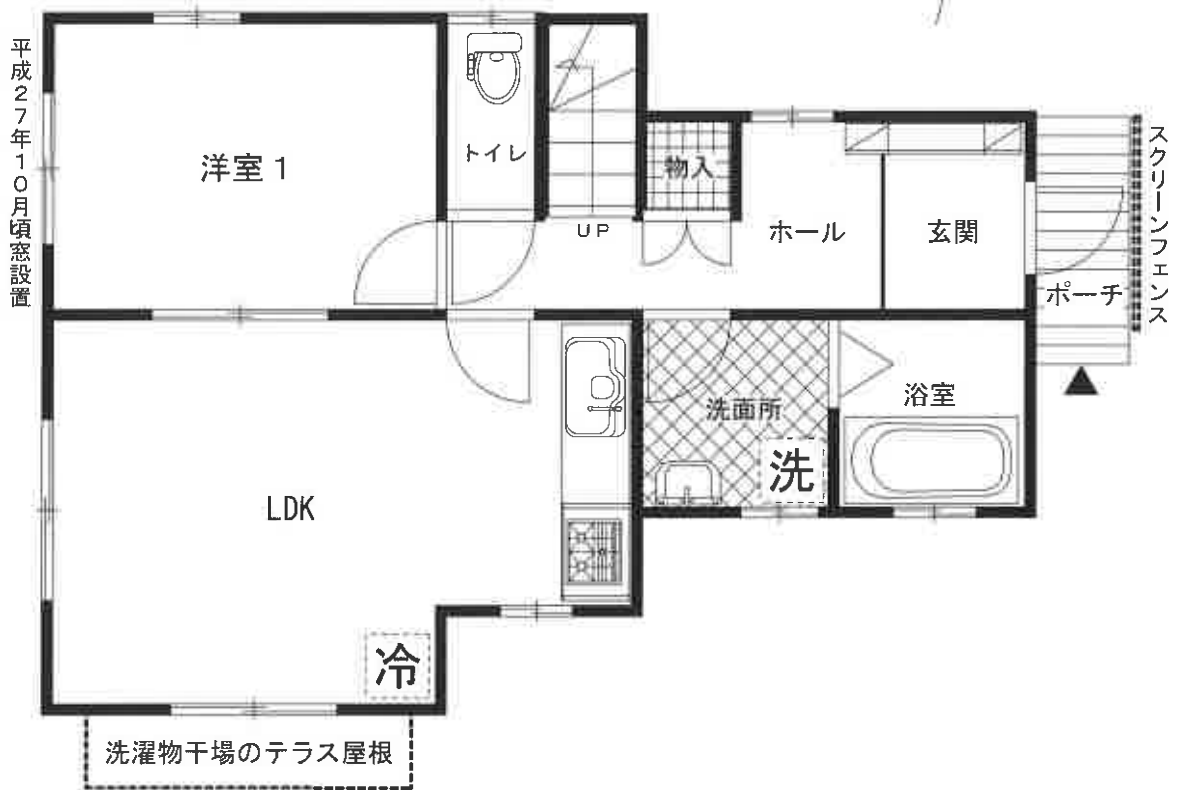 平成27年10月頃窓設置
洋室1
トイレ
UP
物入
ホール
玄関
ポーチ
スクリーンフェンス
LDK
洗面所
洗
浴室
冷
洗濯物干場のテラス屋根